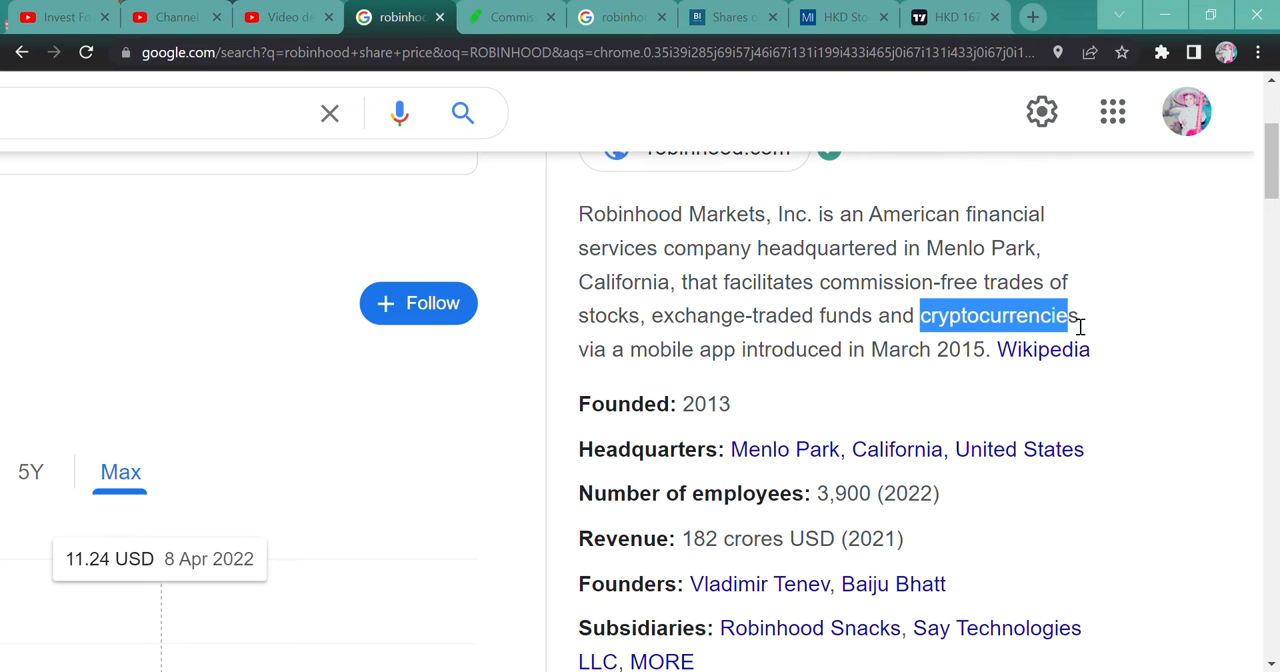 Invest Fo
Channel
Video de
robinhoo
Commis
robinho
Shares o
HKD Sto
HKD 167
google.com/search?q=robinhood+share+price&oq=ROBINHOOD&aqs=chrome.0.35i39i285j69i57j46i67i131i199i433i465j0i67i131i433j0i67j0i1...
robinhood.com
Robinhood Markets, Inc. is an American financial
services company headquartered in Menlo Park,
California, that facilitates commission-free trades of
stocks, exchange-traded funds and cryptocurrencies
via a mobile app introduced in March 2015. Wikipedia
+ Follow
Founded: 2013
Headquarters: Menlo Park, California, United States
5Y Max
Number of employees: 3,900 (2022)
Revenue: 182 crores USD (2021)
11.24 USD 8 Apr 2022
Founders: Vladimir Tenev, Baiju Bhatt
Subsidiaries: Robinhood Snacks, Say Technologies
LLC, MORE